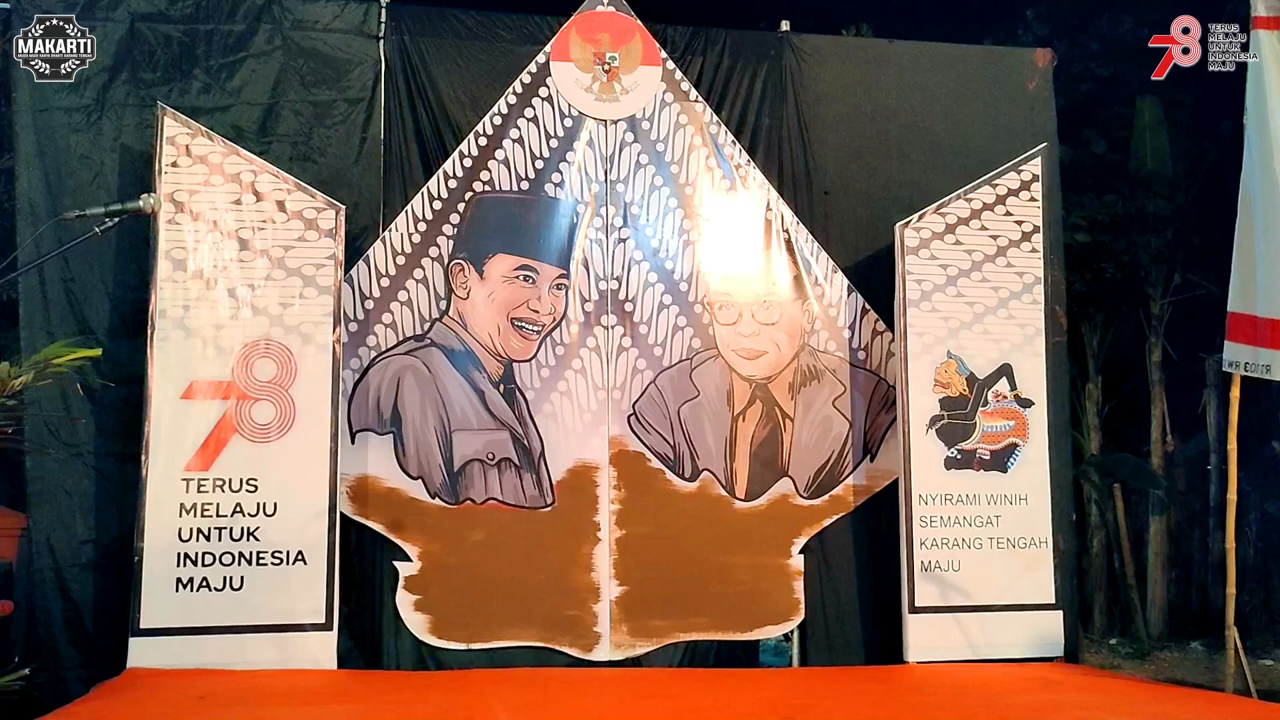 MAKARTI
78
TERUS
MELAJU
UNTUK
INDONESIA
MAJU
78
TERUS
MELAJU
UNTUK
INDONESIA
MAJU
NYIRAMI WINIH
SEMANGAT
KARANG TENGAH
MAJU